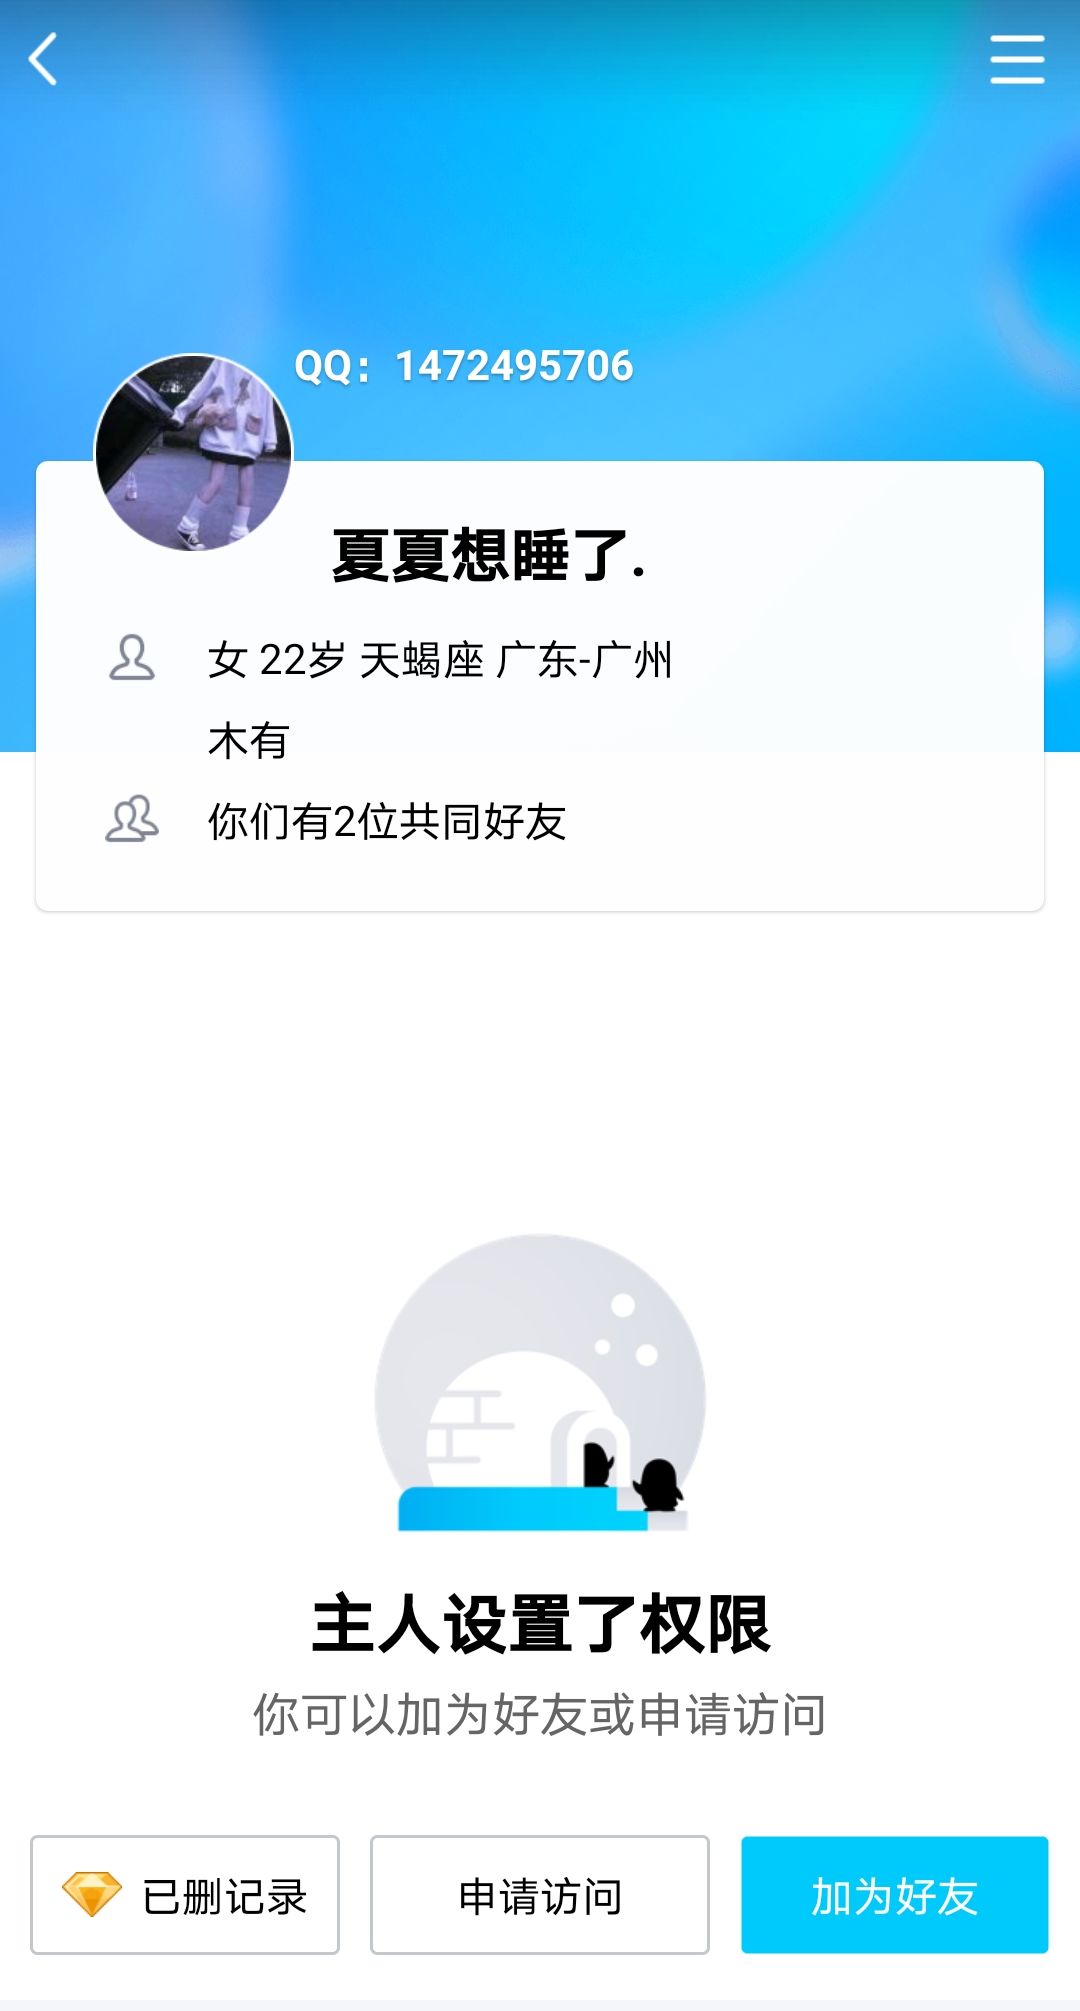 QQ：1472495706
夏夏想睡了.
女 22岁 天蝎座 广东-广州
木有
你们有2位共同好友
主人设置了权限
你可以加为好友或申请访问
已删记录
申请访问
加为好友